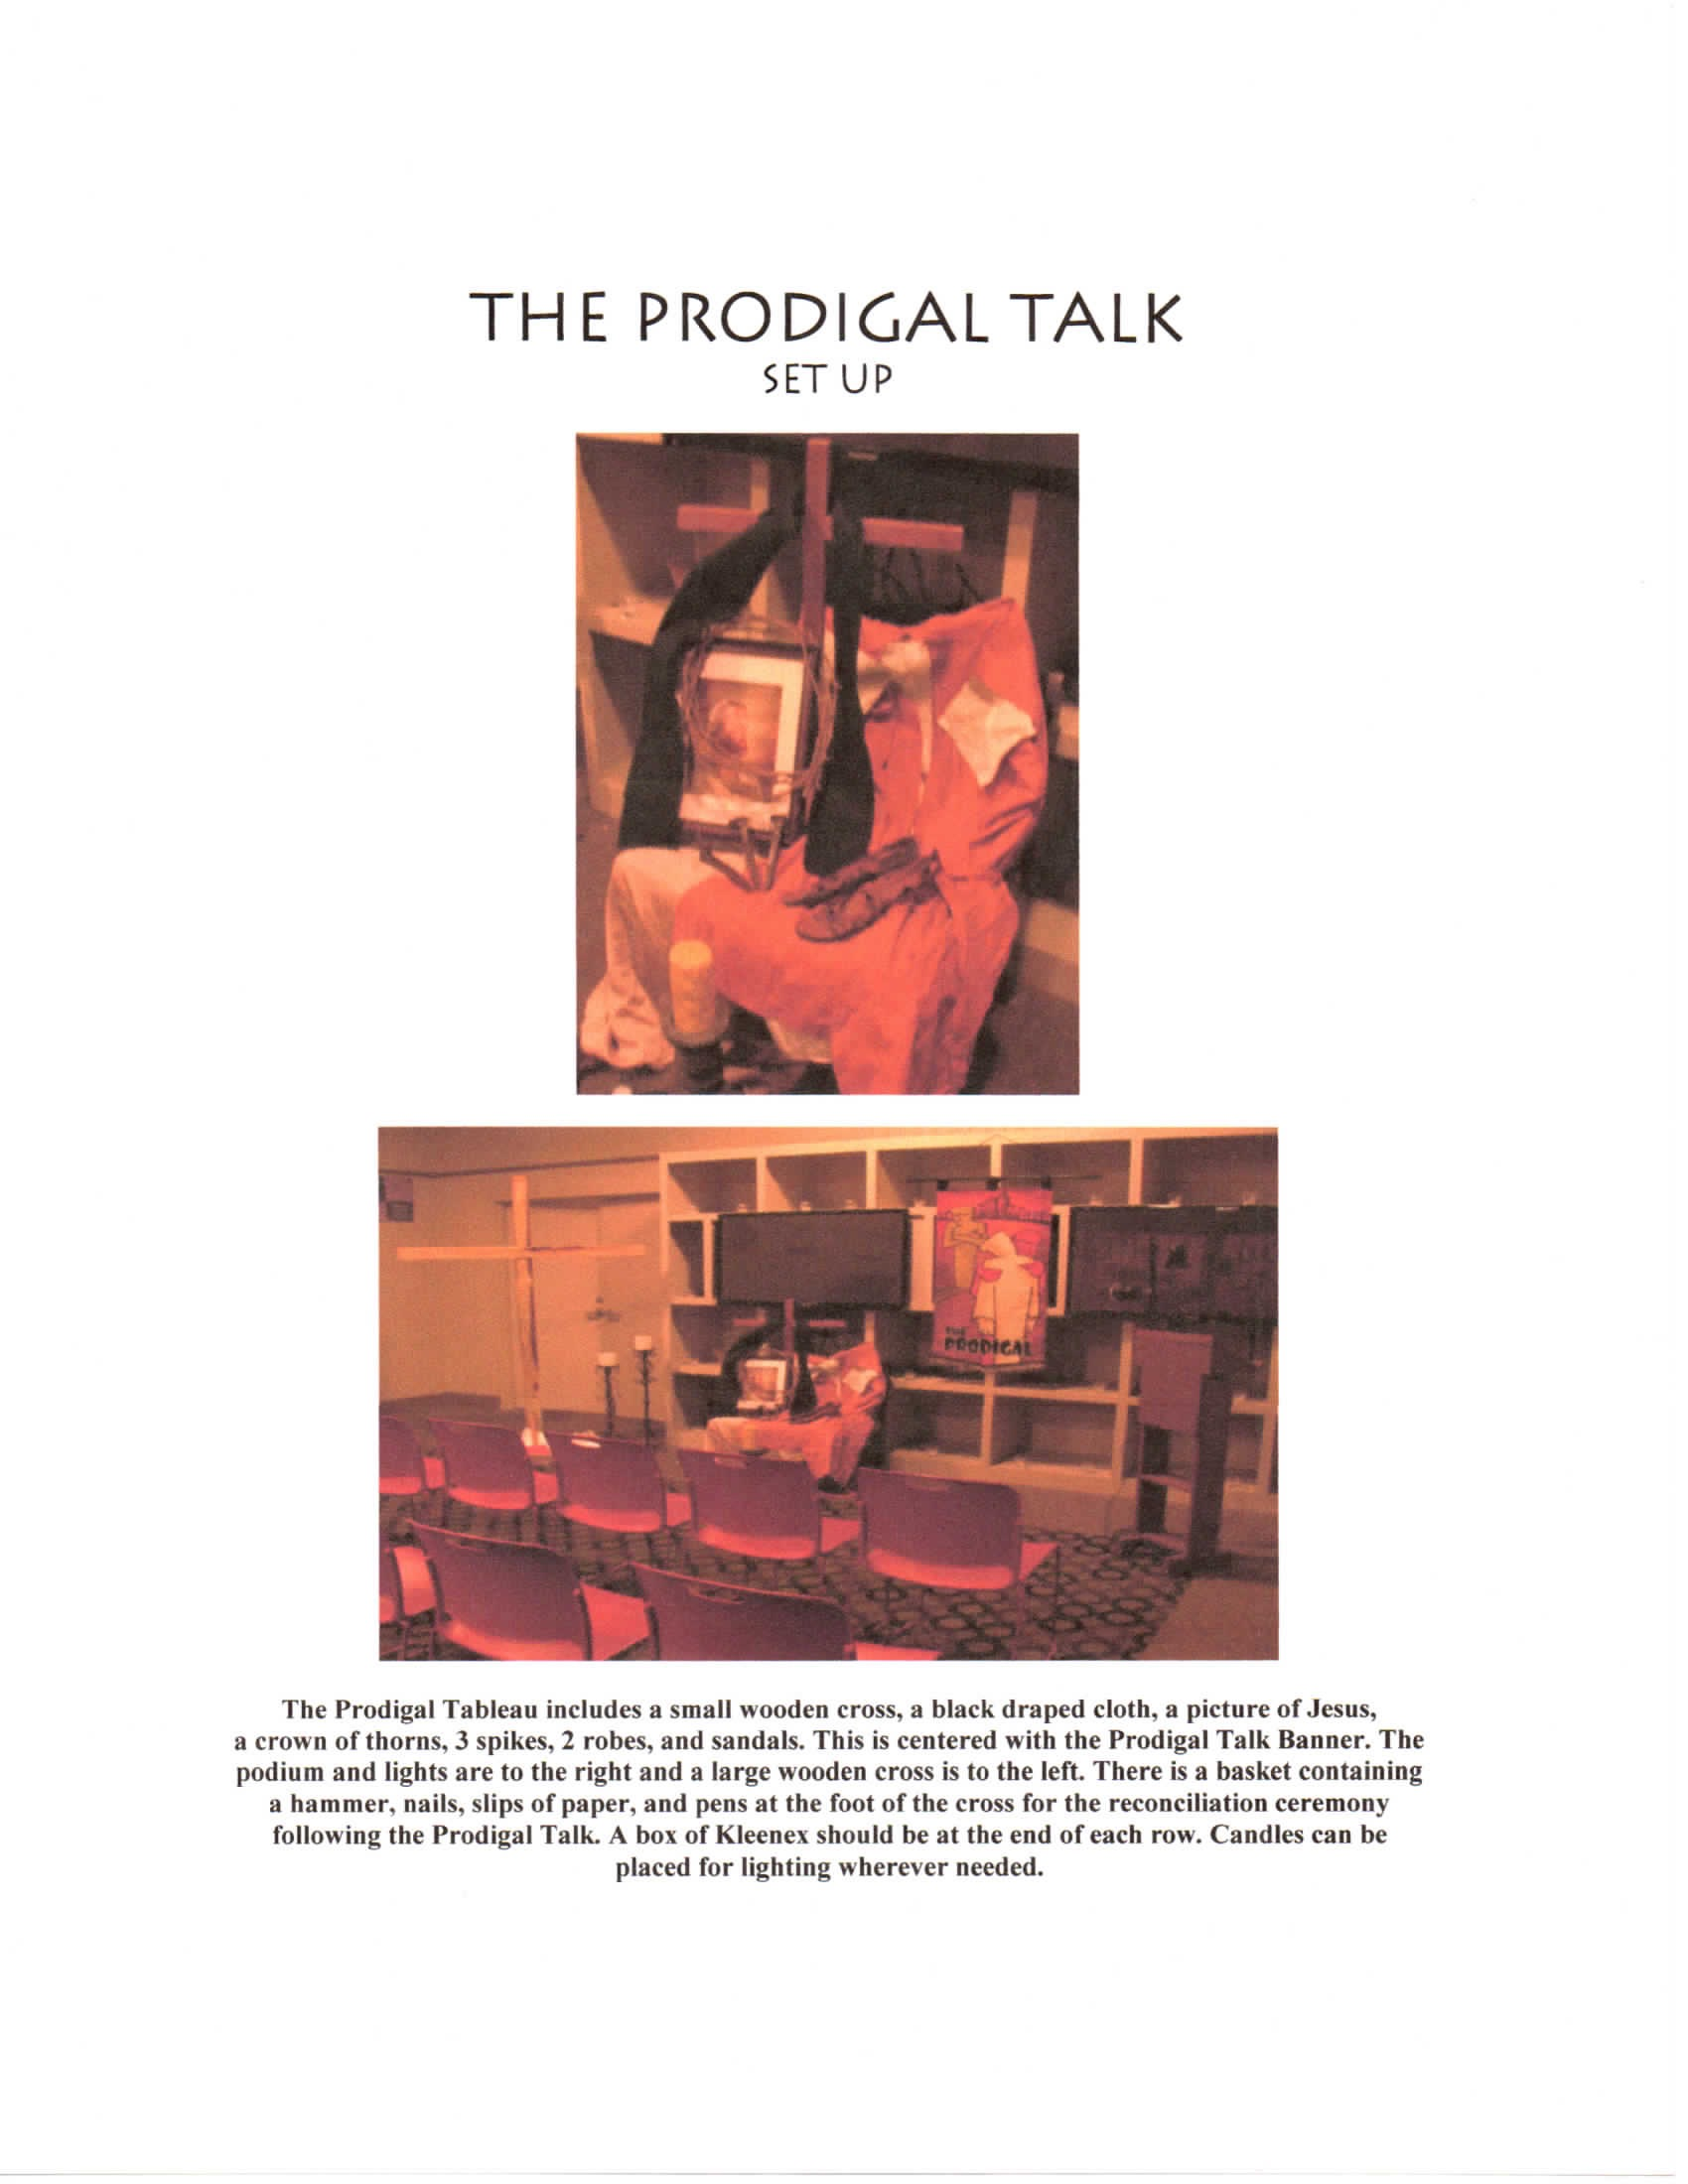 THE PRODIGAL TALK
SET UP
THE
PRODIGAL
The Prodigal Tableau includes a small wooden cross, a black draped cloth, a picture of Jesus,
a crown of thorns, 3 spikes, 2 robes, and sandals. This is centered with the Prodigal Talk Banner. The
podium and lights are to the right and a large wooden cross is to the left. There is a basket containing
a hammer, nails, slips of paper, and pens at the foot of the cross for the reconciliation ceremony
following the Prodigal Talk. A box of Kleenex should be at the end of each row. Candles can be
placed for lighting wherever needed.